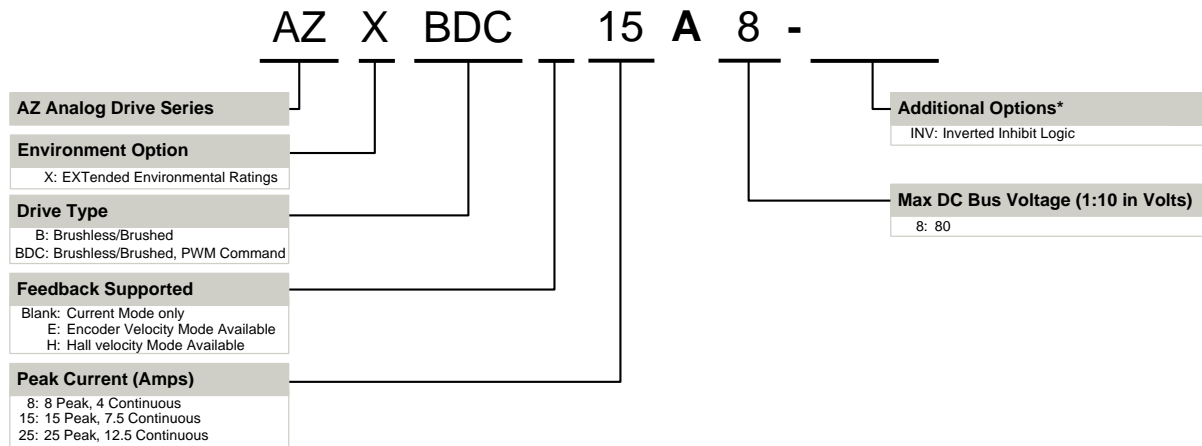 AZ X BDC 15 A 8 -
AZ Analog Drive Series
Environment Option
X: EXTended Environmental Ratings
Drive Type
B: Brushless/Brushed
BDC: Brushless/Brushed, PWM Command
Feedback Supported
Blank: Current Mode only
E: Encoder Velocity Mode Available
H: Hall velocity Mode Available
Peak Current (Amps)
8: 8 Peak, 4 Continuous
15: 15 Peak, 7.5 Continuous
25: 25 Peak, 12.5 Continuous
Additional Options*
INV: Inverted Inhibit Logic
Max DC Bus Voltage (1:10 in Volts)
8: 80